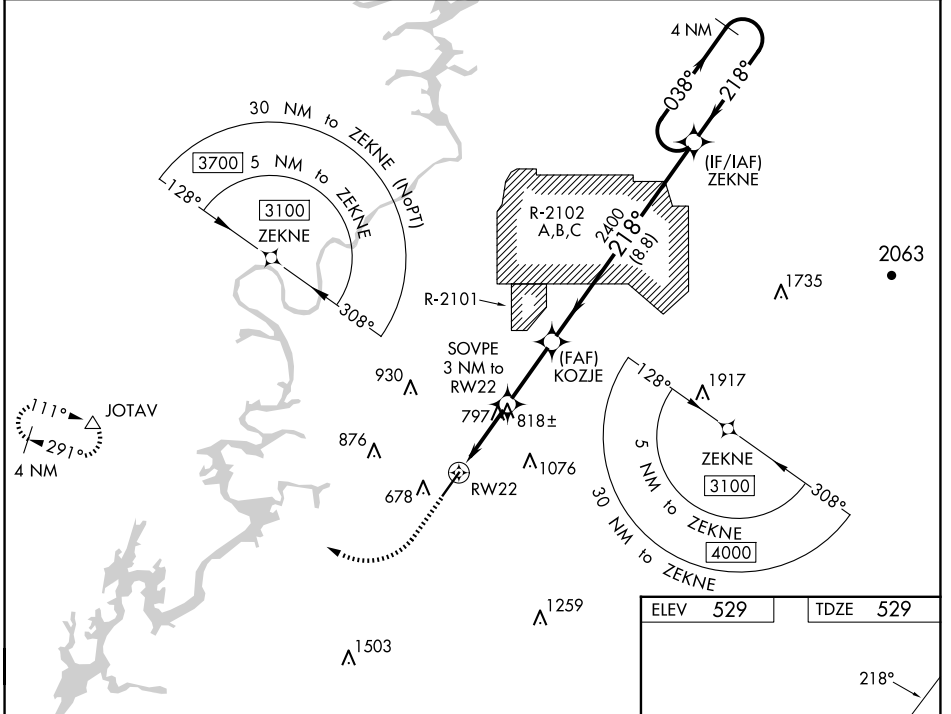 4 NM
038°
218°
(IF/IAF)
ZEKNE
30 NM to ZEKNE (NoPT)
3700
5 NM to ZEKNE
128°
3100
ZEKNE
308°
R-2102
A,B,C
2400
218°
(8.8)
2063
1735
R-2101
SOVPE
3 NM to
RW22
(FAF)
KOZJE
930
797
818±
128°
1917
ZEKNE
3100
308°
5 NM to ZEKNE
4000
30 NM to ZEKNE
111°
JOTAV
291°
4 NM
876
1076
678
RW22
1259
1503
ELEV 529
TDZE 529
218°